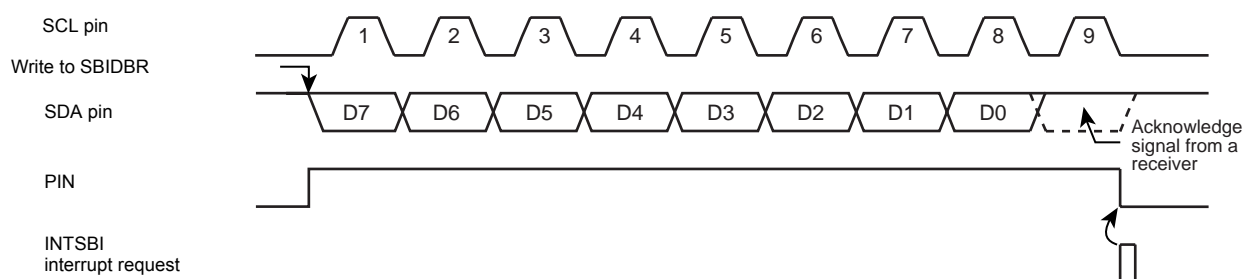 SCL pin
1 2 3 4 5 6 7 8 9
Write to SBIDBR
SDA pin
D7 D6 D5 D4 D3 D2 D1 D0
Acknowledge
signal from a
receiver
PIN
INTSBI
interrupt request